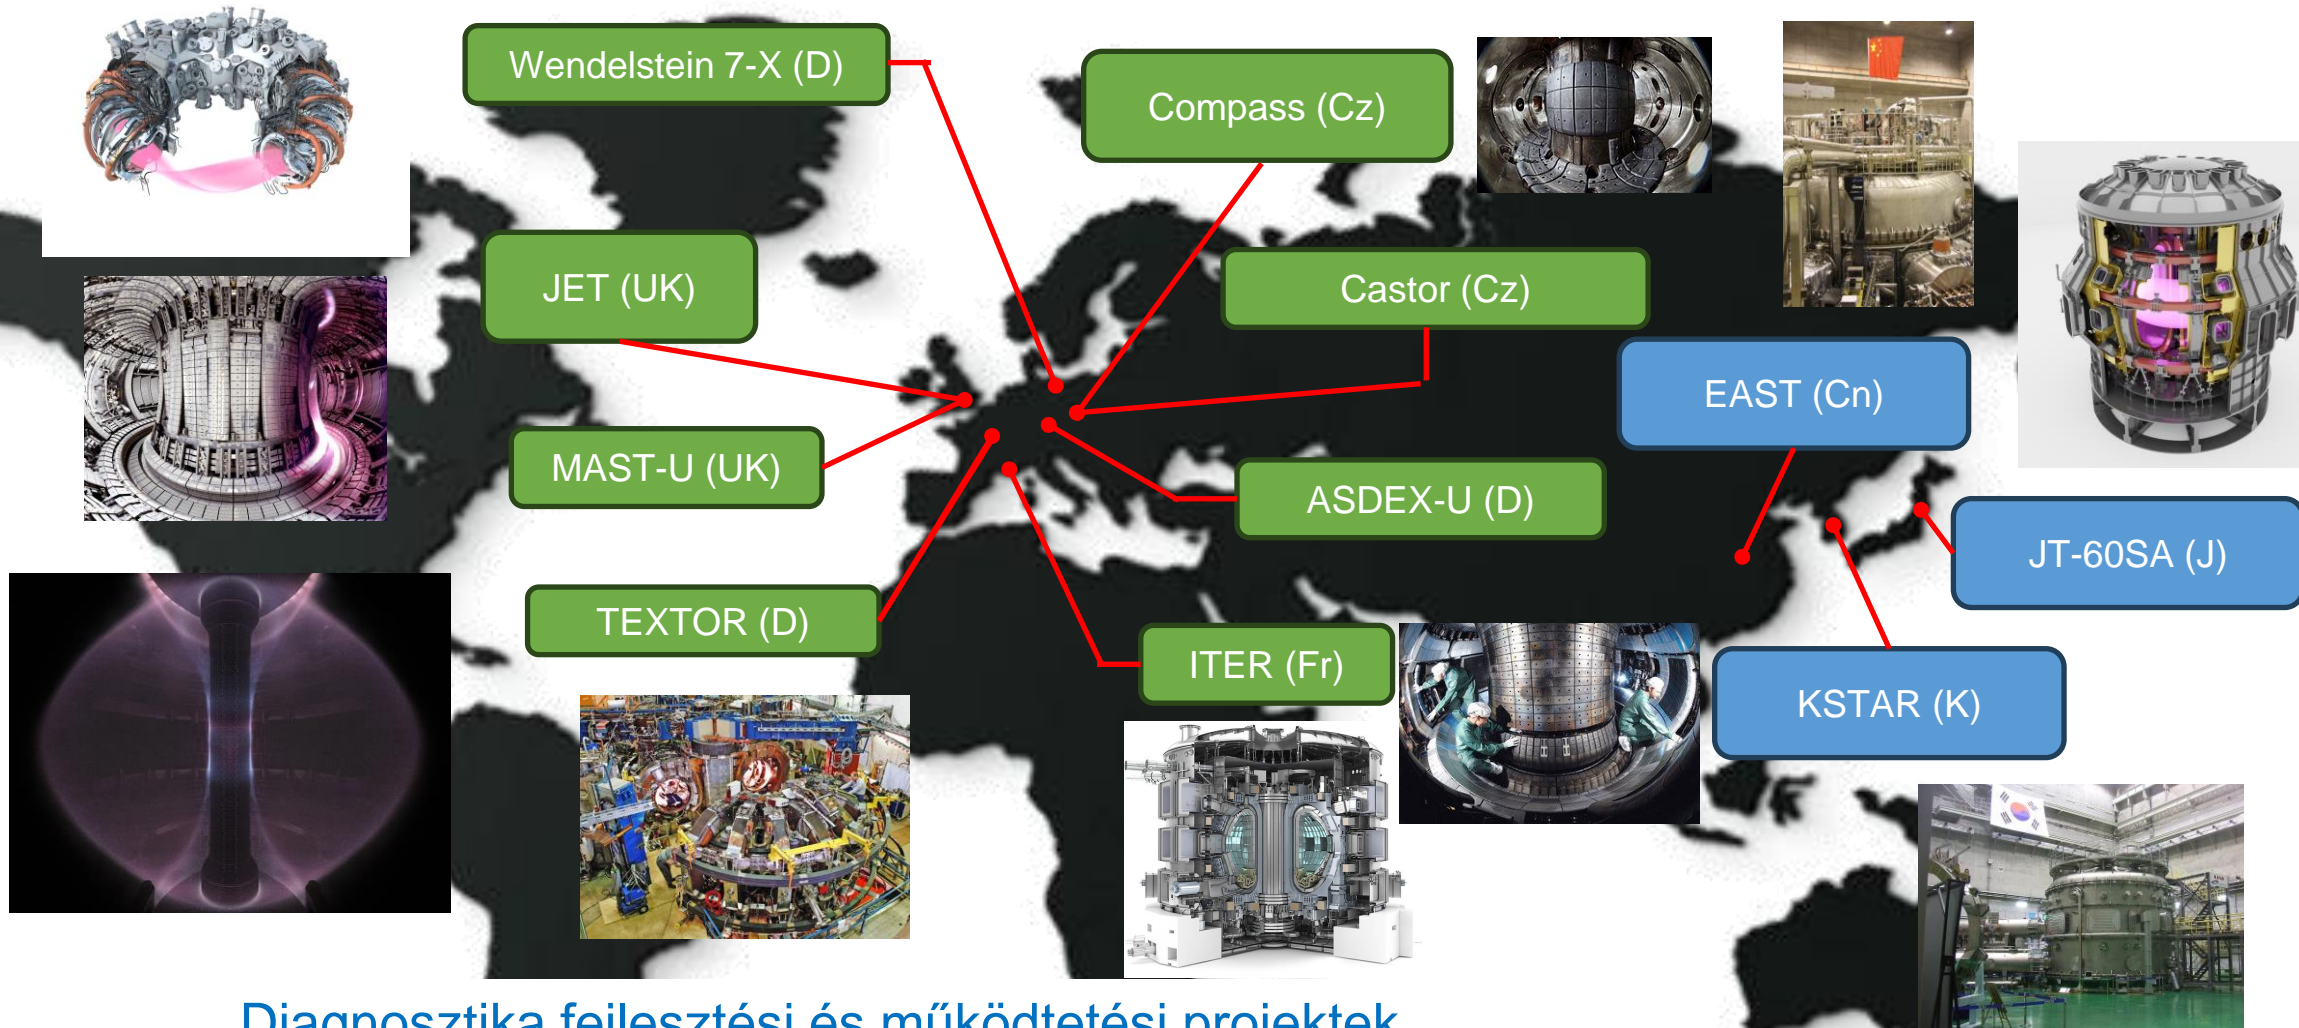 Wendelstein 7-X (D)
Compass (Cz)
JET (UK)
Castor (Cz)
EAST (Cn)
MAST-U (UK)
ASDEX-U (D)
JT-60SA (J)
TEXTOR (D)
ITER (Fr)
KSTAR (K)
Diagnosztika fejlesztési és működtetési projektek